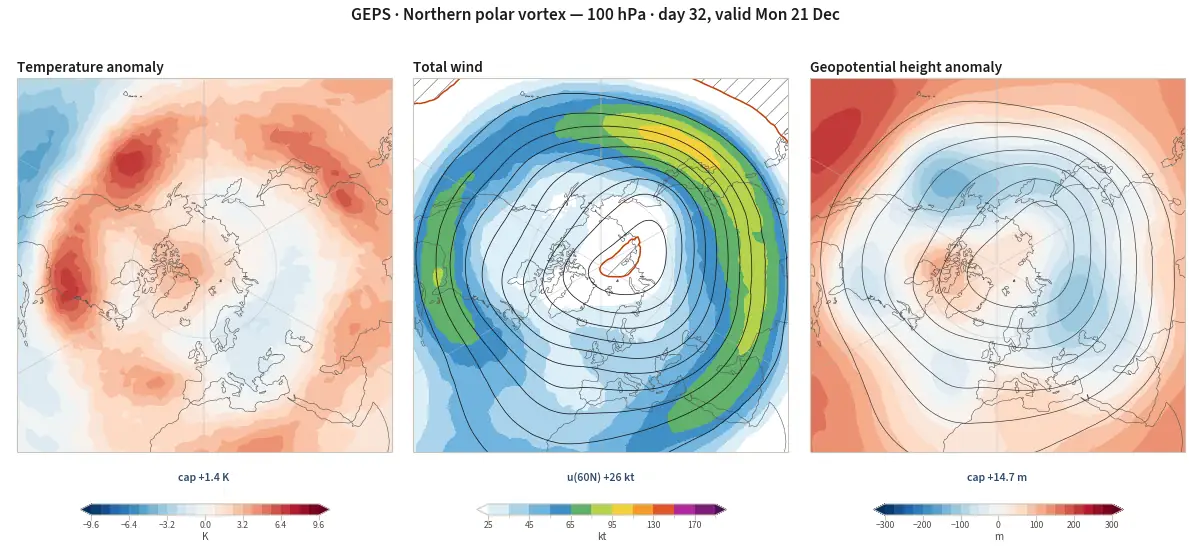 GEPS · Northern polar vortex — 100 hPa · day 32, valid Mon 21 Dec
Temperature anomaly
Total wind
Geopotential height anomaly
cap +1.4 K
u(60N) +26 kt
cap +14.7 m
−9.6 −6.4 −3.2 0.0 3.2 6.4 9.6
K
25 45 65 95 130 170
kt
−300 −200 −100 0 100 200 300
m